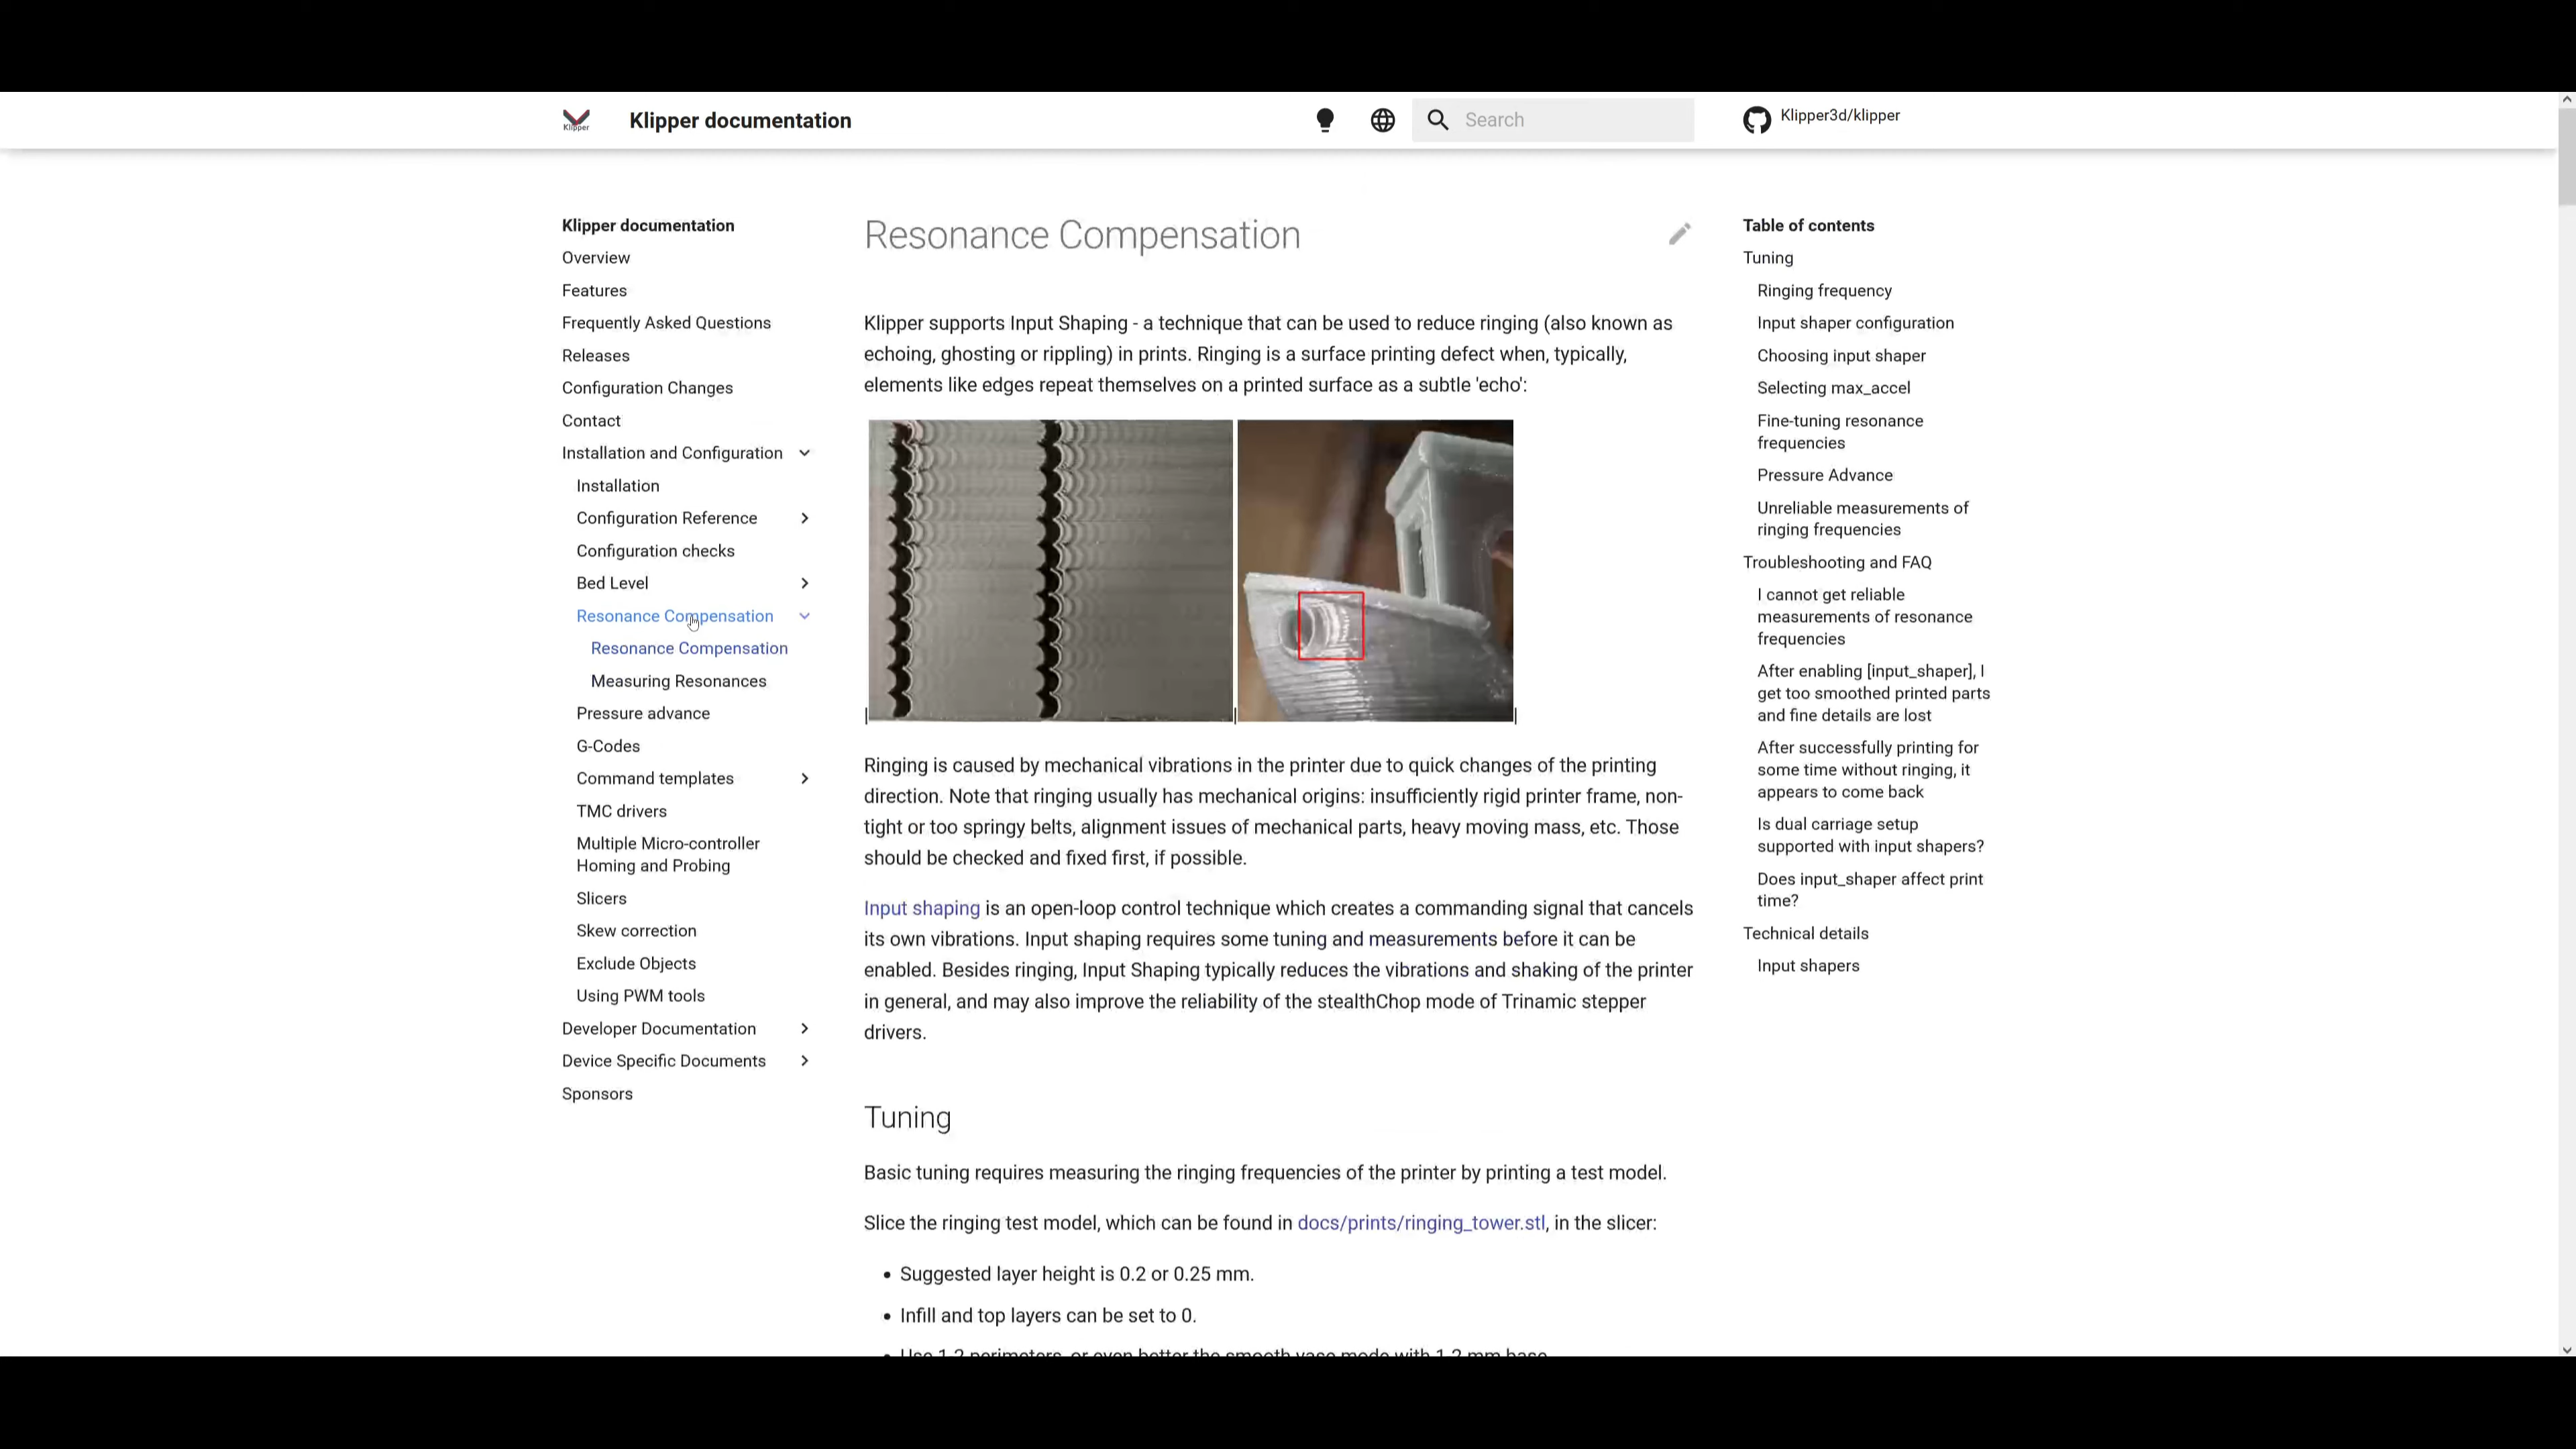 Klipper
Klipper documentation
Search
Klipper3d/klipper
Klipper documentation
Overview
Features
Frequently Asked Questions
Releases
Configuration Changes
Contact
Installation and Configuration
Installation
Configuration Reference
Configuration checks
Bed Level
Resonance Compensation
Resonance Compensation
Measuring Resonances
Pressure advance
G-Codes
Command templates
TMC drivers
Multiple Micro-controller
Homing and Probing
Slicers
Skew correction
Exclude Objects
Using PWM tools
Developer Documentation
Device Specific Documents
Sponsors
Resonance Compensation
Klipper supports Input Shaping - a technique that can be used to reduce ringing (also known as
echoing, ghosting or rippling) in prints. Ringing is a surface printing defect when, typically,
elements like edges repeat themselves on a printed surface as a subtle 'echo':
| | |
Ringing is caused by mechanical vibrations in the printer due to quick changes of the printing
direction. Note that ringing usually has mechanical origins: insufficiently rigid printer frame, non-
tight or too springy belts, alignment issues of mechanical parts, heavy moving mass, etc. Those
should be checked and fixed first, if possible.
Input shaping is an open-loop control technique which creates a commanding signal that cancels
its own vibrations. Input shaping requires some tuning and measurements before it can be
enabled. Besides ringing, Input Shaping typically reduces the vibrations and shaking of the printer
in general, and may also improve the reliability of the stealthChop mode of Trinamic stepper
drivers.
Tuning
Basic tuning requires measuring the ringing frequencies of the printer by printing a test model.
Slice the ringing test model, which can be found in docs/prints/ringing_tower.stl, in the slicer:
• Suggested layer height is 0.2 or 0.25 mm.
• Infill and top layers can be set to 0.
• Use 1-2 perimeters, or even better the smooth vase mode with 1-2 mm base.
Table of contents
Tuning
Ringing frequency
Input shaper configuration
Choosing input shaper
Selecting max_accel
Fine-tuning resonance
frequencies
Pressure Advance
Unreliable measurements of
ringing frequencies
Troubleshooting and FAQ
I cannot get reliable
measurements of resonance
frequencies
After enabling [input_shaper], I
get too smoothed printed parts
and fine details are lost
After successfully printing for
some time without ringing, it
appears to come back
Is dual carriage setup
supported with input shapers?
Does input_shaper affect print
time?
Technical details
Input shapers